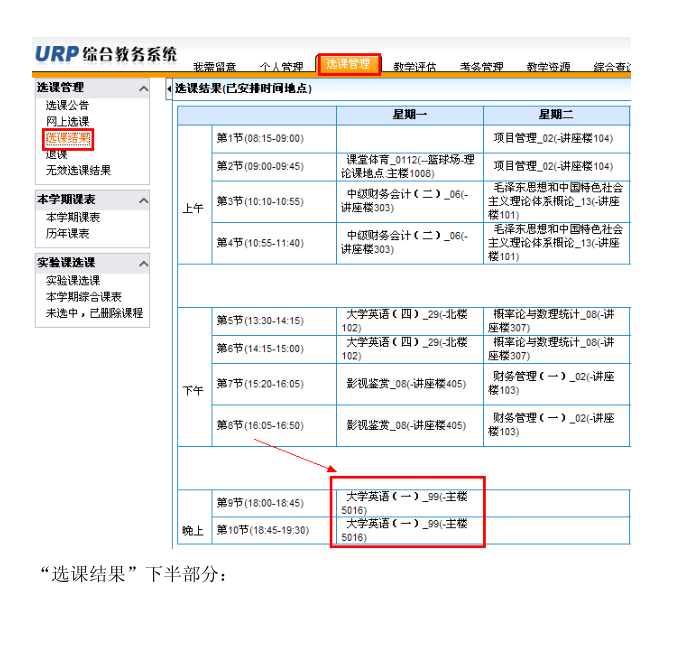 URP 综合教务系统
我需留意 个人管理 选课管理 教学评估 考务管理 教学资源 综合查询
选课管理
选课公告
网上选课
选课结果
退课
无效选课结果
本学期课表
本学期课表
历年课表
实验课选课
实验课选课
本学期综合课表
未选中，已删除课程
选课结果(已安排时间地点)
星期一 星期二
上午
第1节(08:15-09:00) 项目管理_02(-讲座楼104)
第2节(09:00-09:45) 课堂体育_0112(--篮球场-理 项目管理_02(-讲座楼104)
论课地点:主楼1008)
第3节(10:10-10:55) 中级财务会计（二）_06(- 毛泽东思想和中国特色社会
讲座楼303) 主义理论体系概论_13(-讲座
楼101)
第4节(10:55-11:40) 中级财务会计（二）_06(- 毛泽东思想和中国特色社会
讲座楼303) 主义理论体系概论_13(-讲座
楼101)
下午
第5节(13:30-14:15) 大学英语（四）_29(-北楼 概率论与数理统计_08(-讲
102) 座楼307)
第6节(14:15-15:00) 大学英语（四）_29(-北楼 概率论与数理统计_08(-讲
102) 座楼307)
第7节(15:20-16:05) 影视鉴赏_08(-讲座楼405) 财务管理（一）_02(-讲座
楼103)
第8节(16:05-16:50) 影视鉴赏_08(-讲座楼405) 财务管理（一）_02(-讲座
楼103)
晚上
第9节(18:00-18:45) 大学英语（一）_99(-主楼
5016)
第10节(18:45-19:30) 大学英语（一）_99(-主楼
5016)
“选课结果”下半部分：